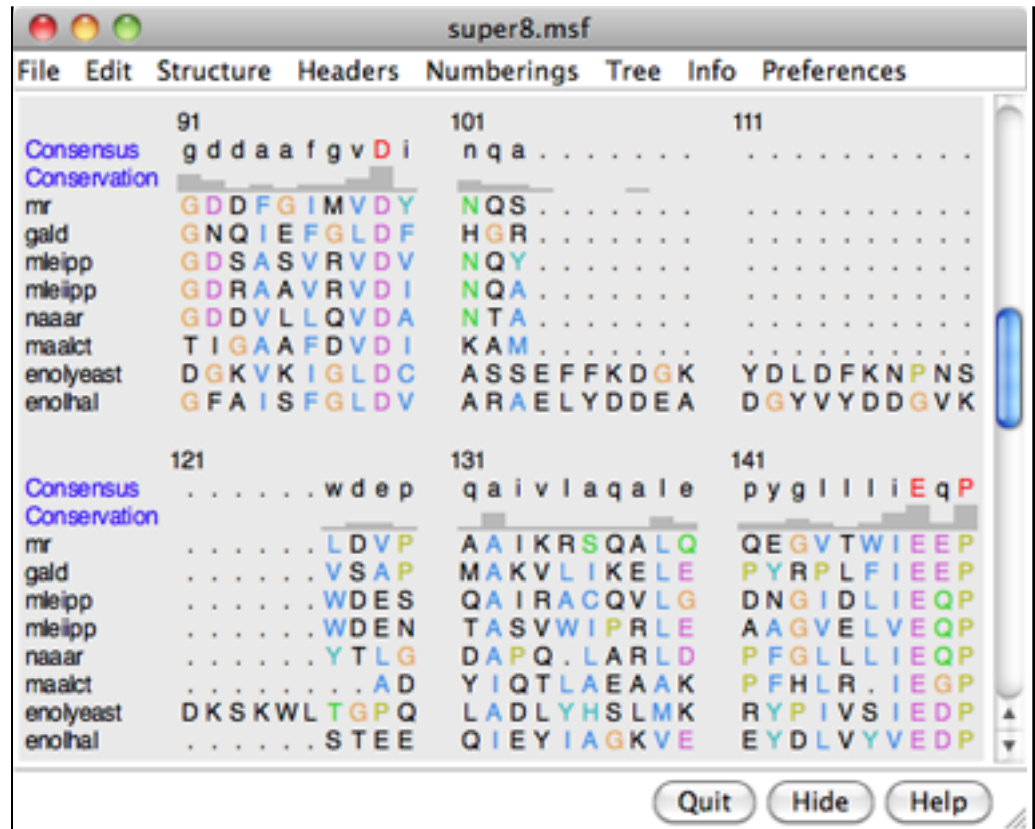 super8.msf
File Edit Structure Headers Numberings Tree Info Preferences
91 101 111
Consensus g d d a a f g v D i n q a . . . . . . . . . . . . . . . . .
Conservation
mr G D D F G I M V D Y N Q S . . . . . . . . . . . . . . . . .
gald G N Q I E F G L D F H G R . . . . . . . . . . . . . . . . .
mleipp G D S A S V R V D V N Q Y . . . . . . . . . . . . . . . . .
mleiipp G D R A A V R V D I N Q A . . . . . . . . . . . . . . . . .
naaar G D D V L L Q V D A N T A . . . . . . . . . . . . . . . . .
maalct T I G A A F D V D I K A M . . . . . . . . . . . . . . . . .
enolyeast D G K V K I G L D C A S S E F F K D G K Y D L D F K N P N S
enolhal G F A I S F G L D V A R A E L Y D D E A D G Y V Y D D G V K
121 131 141
Consensus . . . . . . w d e p q a i v l a q a l e p y g l l l i E q P
Conservation
mr . . . . . . L D V P A A I K R S Q A L Q Q E G V T W I E E P
gald . . . . . . V S A P M A K V L I K E L E P Y R P L F I E E P
mleipp . . . . . . W D E S Q A I R A C Q V L G D N G I D L I E Q P
mleiipp . . . . . . W D E N T A S V W I P R L E A A G V E L V E Q P
naaar . . . . . . Y T L G D A P Q . L A R L D P F G L L L I E Q P
maalct . . . . . . . . A D Y I Q T L A E A A K P F H L R . I E G P
enolyeast D K S K W L T G P Q L A D L Y H S L M K R Y P I V S I E D P
enolhal . . . . . . S T E E Q I E Y I A G K V E E Y D L V Y V E D P
Quit Hide Help